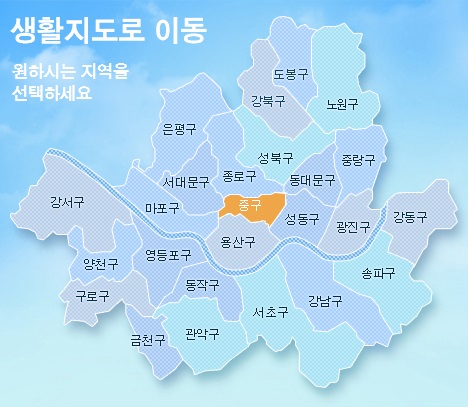 생활지도로 이동
원하시는 지역을
선택하세요
도봉구
강북구
노원구
은평구
성북구
중랑구
종로구
서대문구
동대문구
강서구
마포구
중구
성동구
강동구
광진구
용산구
양천구
영등포구
송파구
동작구
구로구
강남구
서초구
관악구
금천구